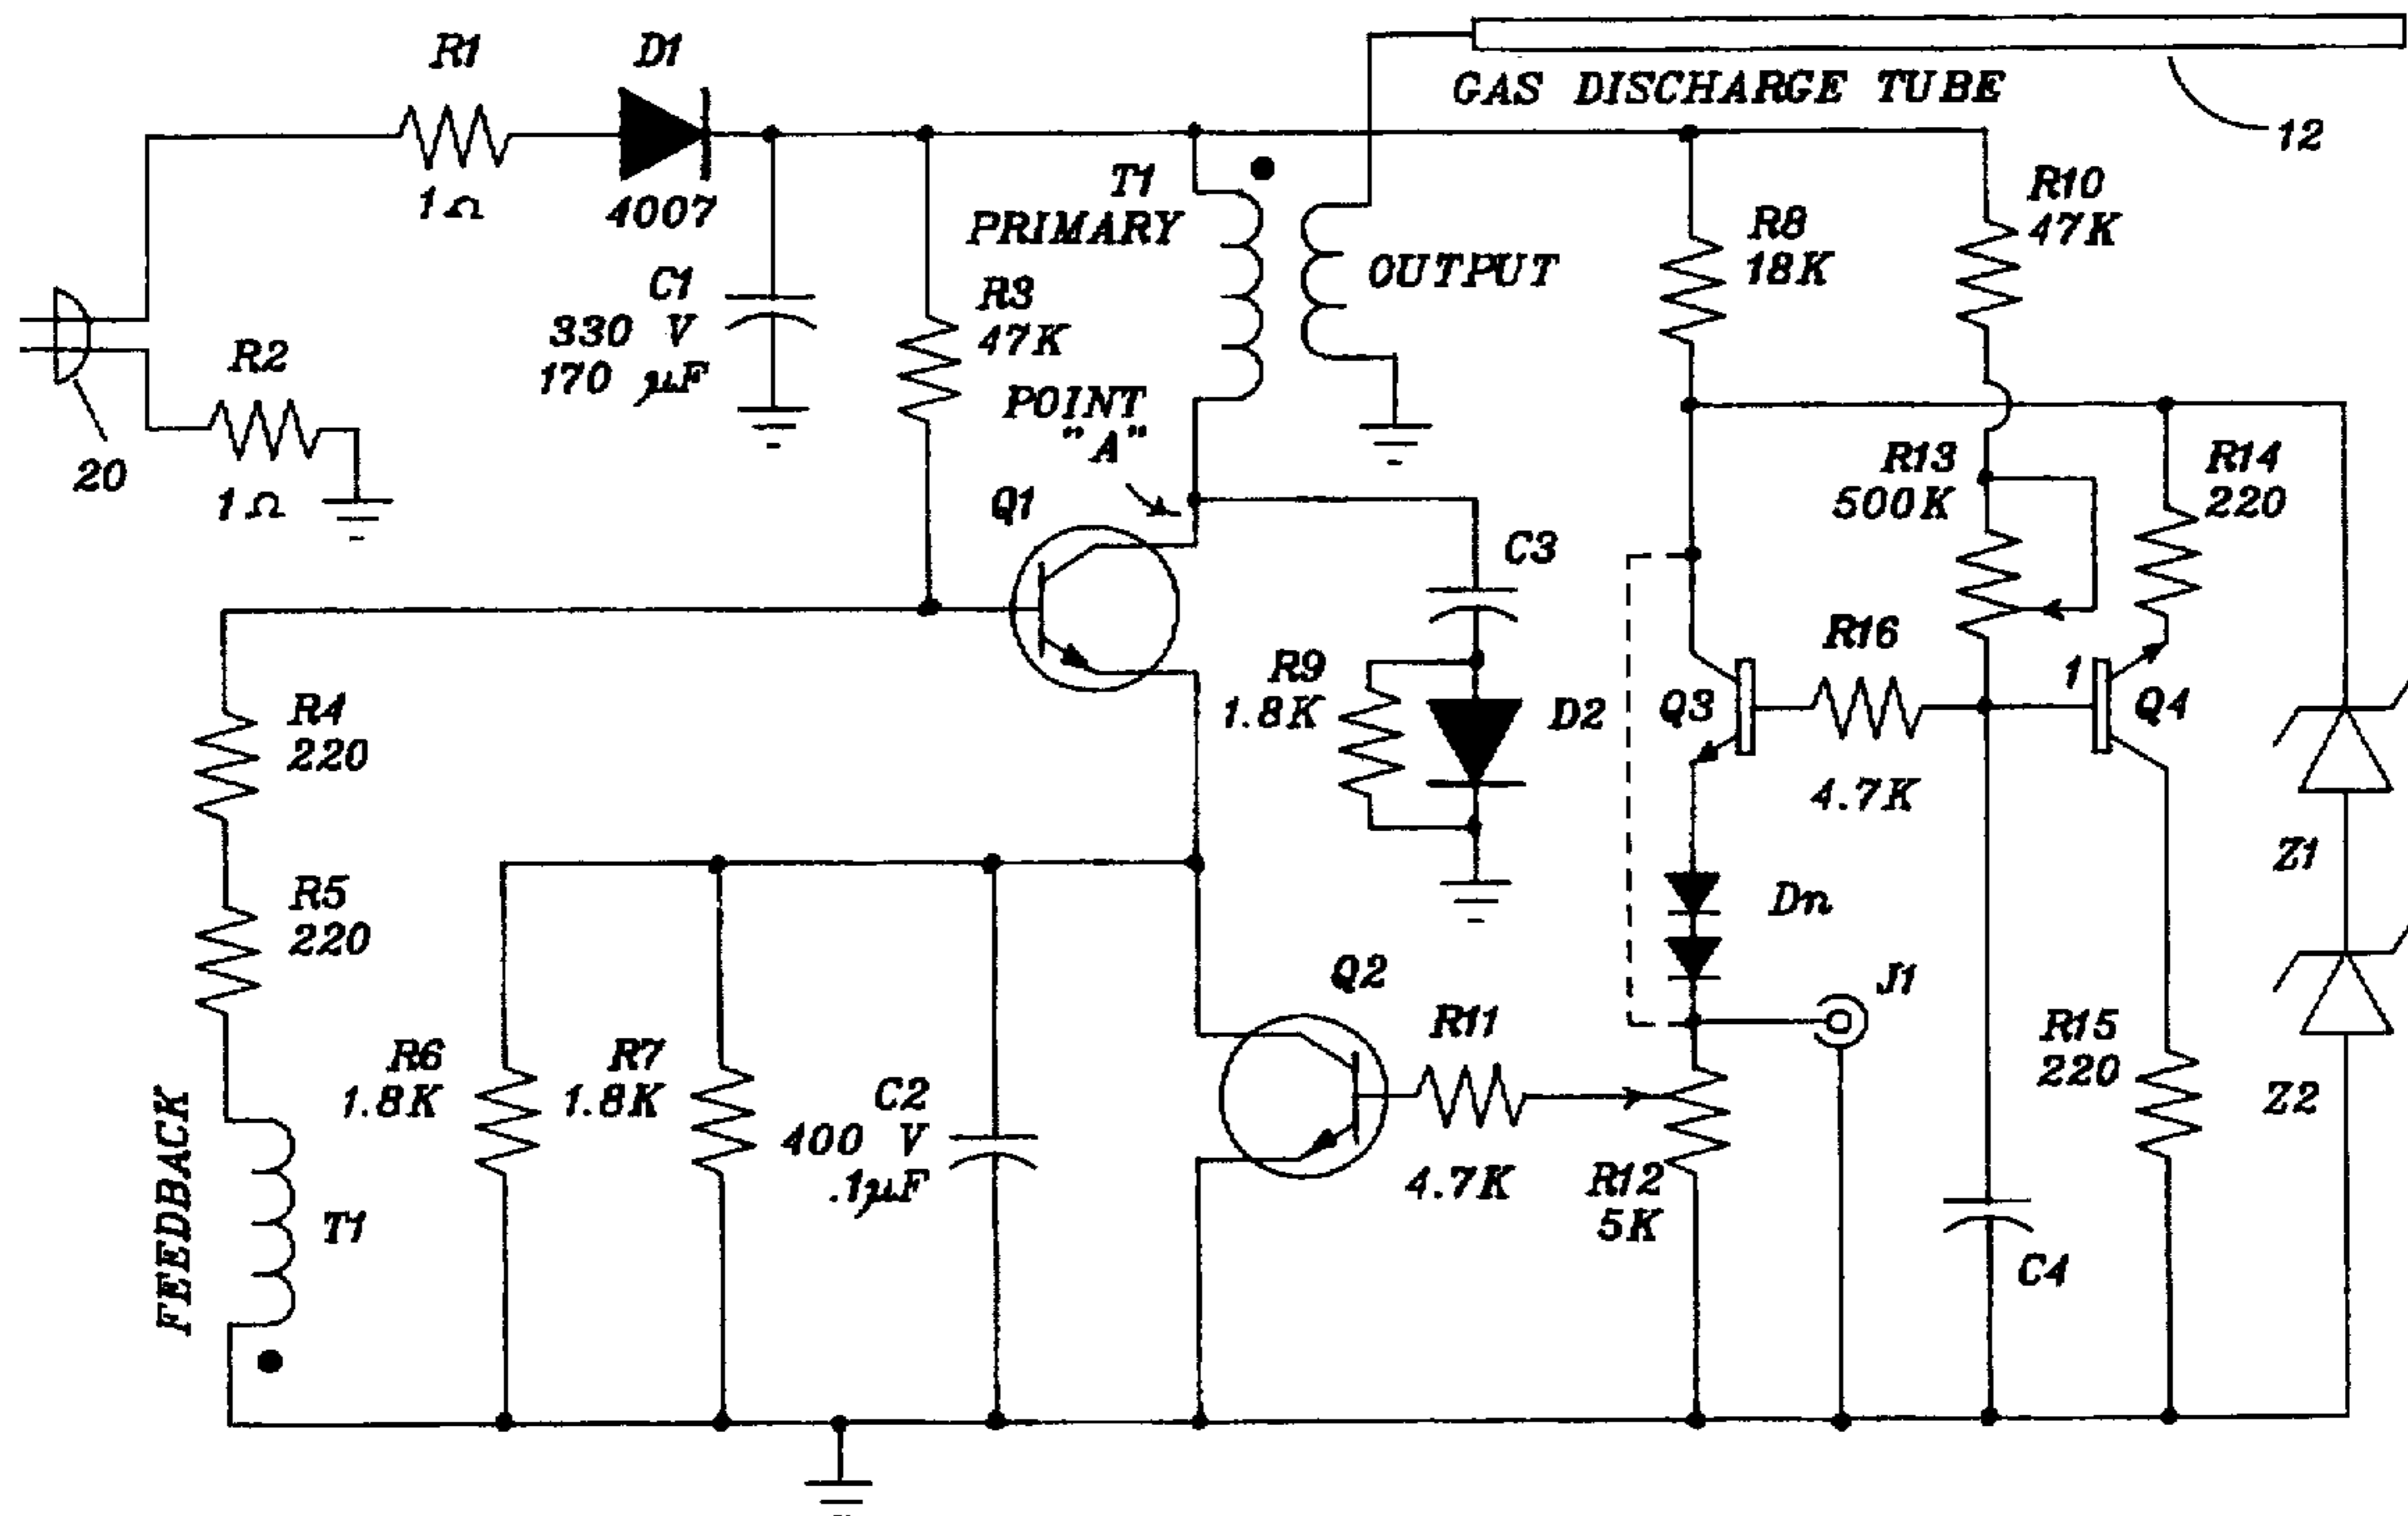 R1
1Ω
D1
4007
GAS DISCHARGE TUBE
12
20
R2
1Ω
C1
330 V
170 µF
R3
47K
T1
PRIMARY
OUTPUT
R8
18K
R10
47K
POINT
"A"
Q1
C3
R13
500K
R14
220
R9
1.8K
D2
Q3
R16
4.7K
1
Q4
R4
220
R5
220
Dn
Z1
FEEDBACK
T1
R6
1.8K
R7
1.8K
C2
400 V
.1µF
Q2
R11
4.7K
J1
R12
5K
R15
220
Z2
C4